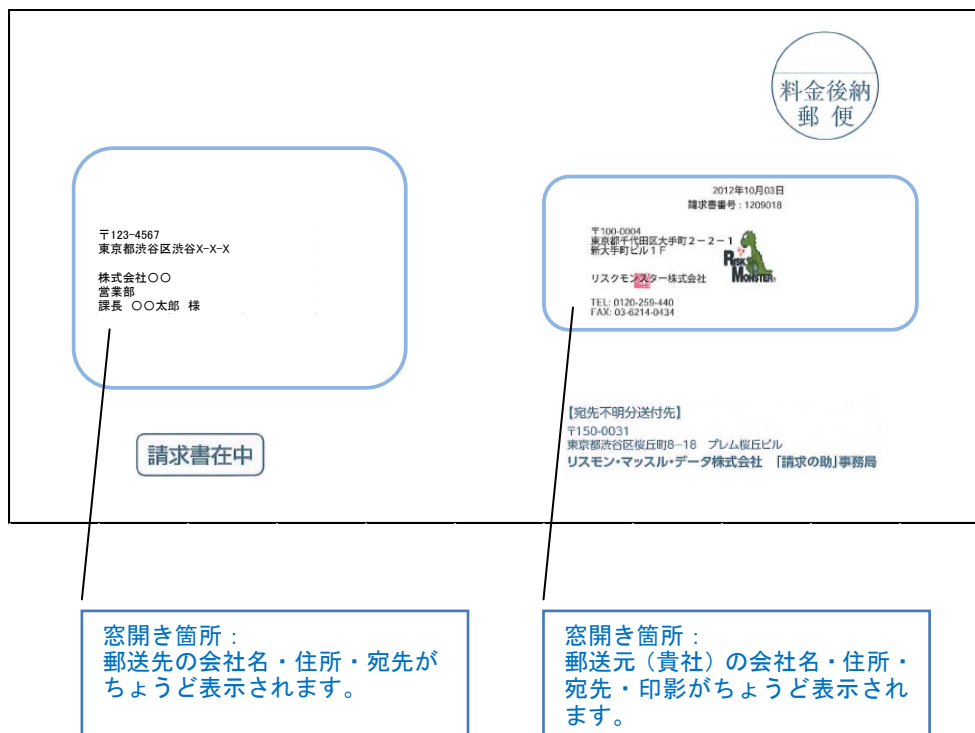 料金後納
郵便
〒123-4567
東京都渋谷区渋谷X-X-X
株式会社〇〇
営業部
課長 〇〇太郎 様
請求書在中
2012年10月03日
請求書番号：1209018
〒100-0004
東京都千代田区大手町２－２－１
新大手町ビル１Ｆ
リスクモンスター株式会社
RISK
MONSTER
TEL: 0120-259-440
FAX: 03-6214-0434
【宛先不明分送付先】
〒150-0031
東京都渋谷区桜丘町8−18 プレム桜丘ビル
リスモン・マッスル・データ株式会社 「請求の助」事務局
窓開き箇所：
郵送先の会社名・住所・宛先が
ちょうど表示されます。
窓開き箇所：
郵送元（貴社）の会社名・住所・
宛先・印影がちょうど表示され
ます。